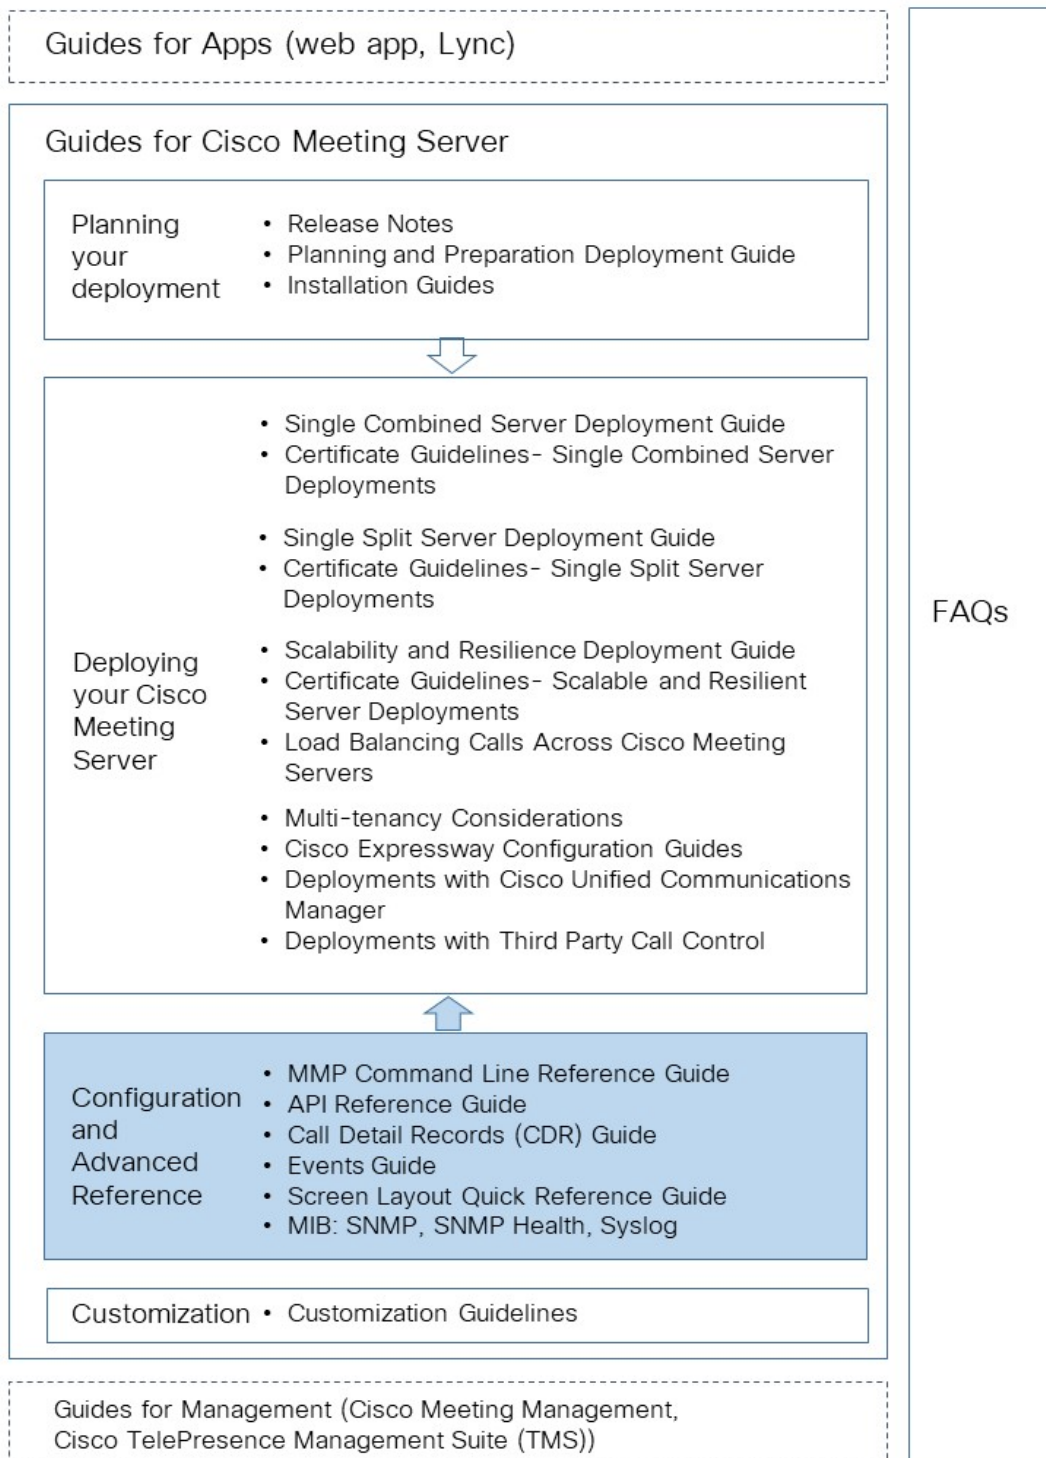 Guides for Apps (web app, Lync)
Guides for Cisco Meeting Server
Planning
your
deployment
• Release Notes
• Planning and Preparation Deployment Guide
• Installation Guides
Deploying
your Cisco
Meeting
Server
• Single Combined Server Deployment Guide
• Certificate Guidelines- Single Combined Server
Deployments
• Single Split Server Deployment Guide
• Certificate Guidelines- Single Split Server
Deployments
• Scalability and Resilience Deployment Guide
• Certificate Guidelines- Scalable and Resilient
Server Deployments
• Load Balancing Calls Across Cisco Meeting
Servers
• Multi-tenancy Considerations
• Cisco Expressway Configuration Guides
• Deployments with Cisco Unified Communications
Manager
• Deployments with Third Party Call Control
Configuration
and
Advanced
Reference
• MMP Command Line Reference Guide
• API Reference Guide
• Call Detail Records (CDR) Guide
• Events Guide
• Screen Layout Quick Reference Guide
• MIB: SNMP, SNMP Health, Syslog
Customization
• Customization Guidelines
Guides for Management (Cisco Meeting Management,
Cisco TelePresence Management Suite (TMS))
FAQs